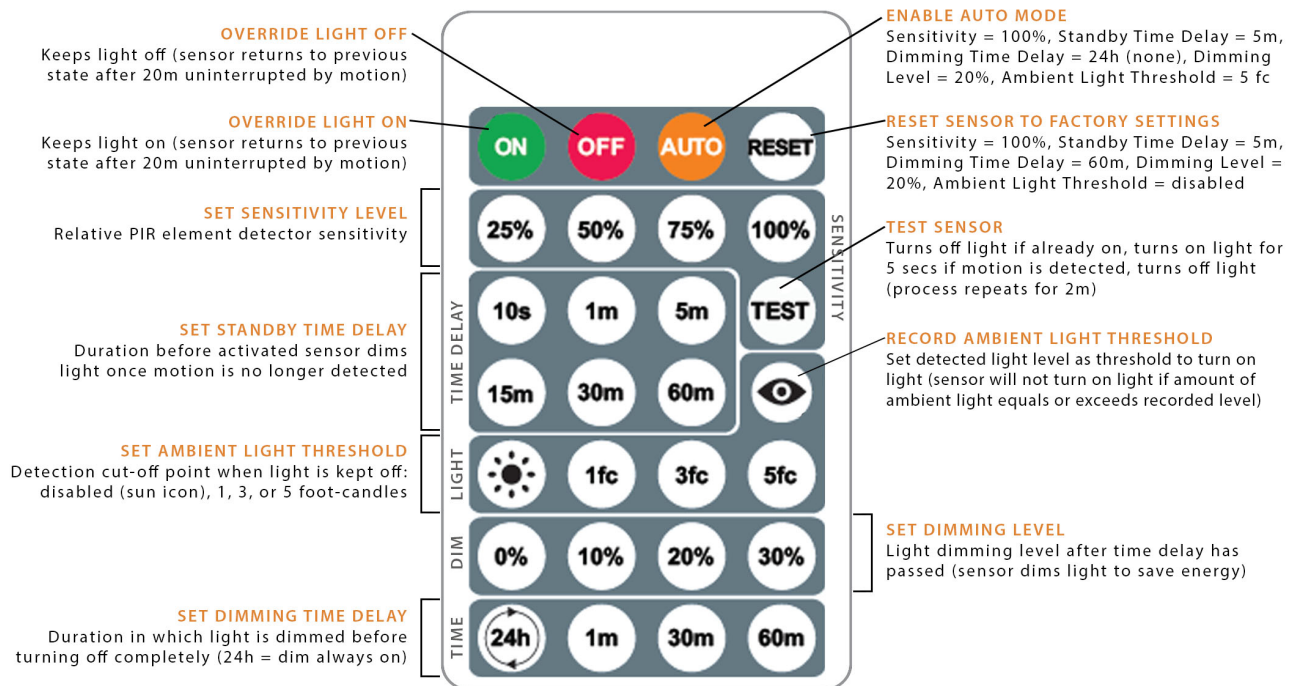 OVERRIDE LIGHT OFF
Keeps light off (sensor returns to previous
state after 20m uninterrupted by motion)
OVERRIDE LIGHT ON
Keeps light on (sensor returns to previous
state after 20m uninterrupted by motion)
SET SENSITIVITY LEVEL
Relative PIR element detector sensitivity
SET STANDBY TIME DELAY
Duration before activated sensor dims
light once motion is no longer detected
SET AMBIENT LIGHT THRESHOLD
Detection cut-off point when light is kept off:
disabled (sun icon), 1, 3, or 5 foot-candles
SET DIMMING TIME DELAY
Duration in which light is dimmed before
turning off completely (24h = dim always on)
ON OFF AUTO RESET
25% 50% 75% 100%
SENSITIVITY
TIME DELAY
10s 1m 5m TEST
15m 30m 60m
LIGHT
1fc 3fc 5fc
DIM
0% 10% 20% 30%
TIME
24h 1m 30m 60m
ENABLE AUTO MODE
Sensitivity = 100%, Standby Time Delay = 5m,
Dimming Time Delay = 24h (none), Dimming
Level = 20%, Ambient Light Threshold = 5 fc
RESET SENSOR TO FACTORY SETTINGS
Sensitivity = 100%, Standby Time Delay = 5m,
Dimming Time Delay = 60m, Dimming Level =
20%, Ambient Light Threshold = disabled
TEST SENSOR
Turns off light if already on, turns on light for
5 secs if motion is detected, turns off light
(process repeats for 2m)
RECORD AMBIENT LIGHT THRESHOLD
Set detected light level as threshold to turn on
light (sensor will not turn on light if amount of
ambient light equals or exceeds recorded level)
SET DIMMING LEVEL
Light dimming level after time delay has
passed (sensor dims light to save energy)